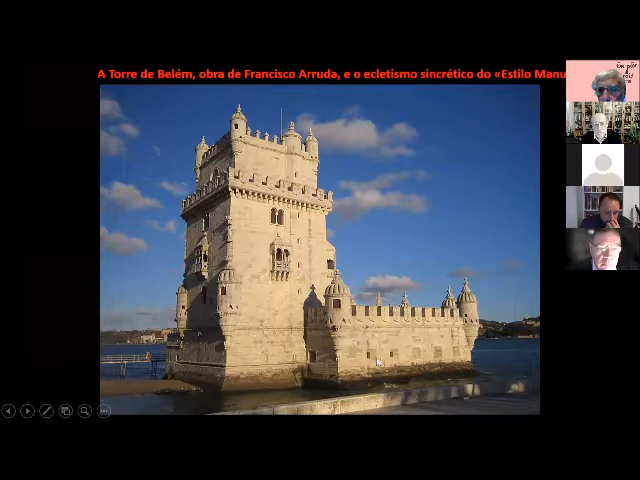 A Torre de Belém, obra de Francisco Arruda, e o ecletismo sincrético do «Estilo Manu